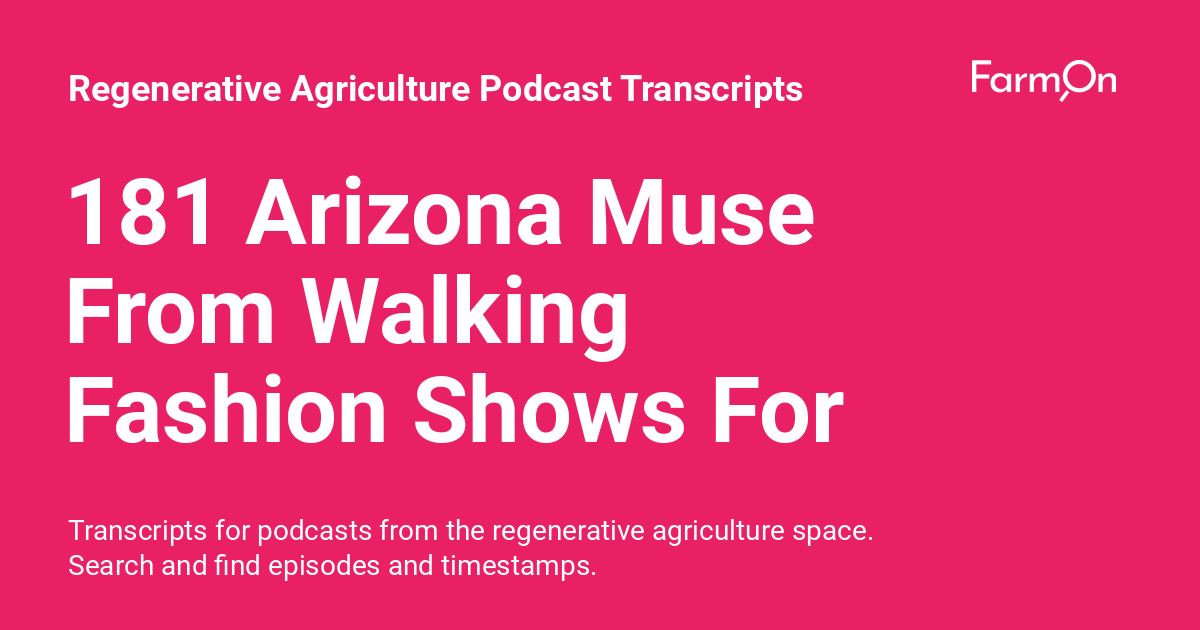 Regenerative Agriculture Podcast Transcripts
FarmOn
181 Arizona Muse
From Walking
Fashion Shows For
Transcripts for podcasts from the regenerative agriculture space.
Search and find episodes and timestamps.